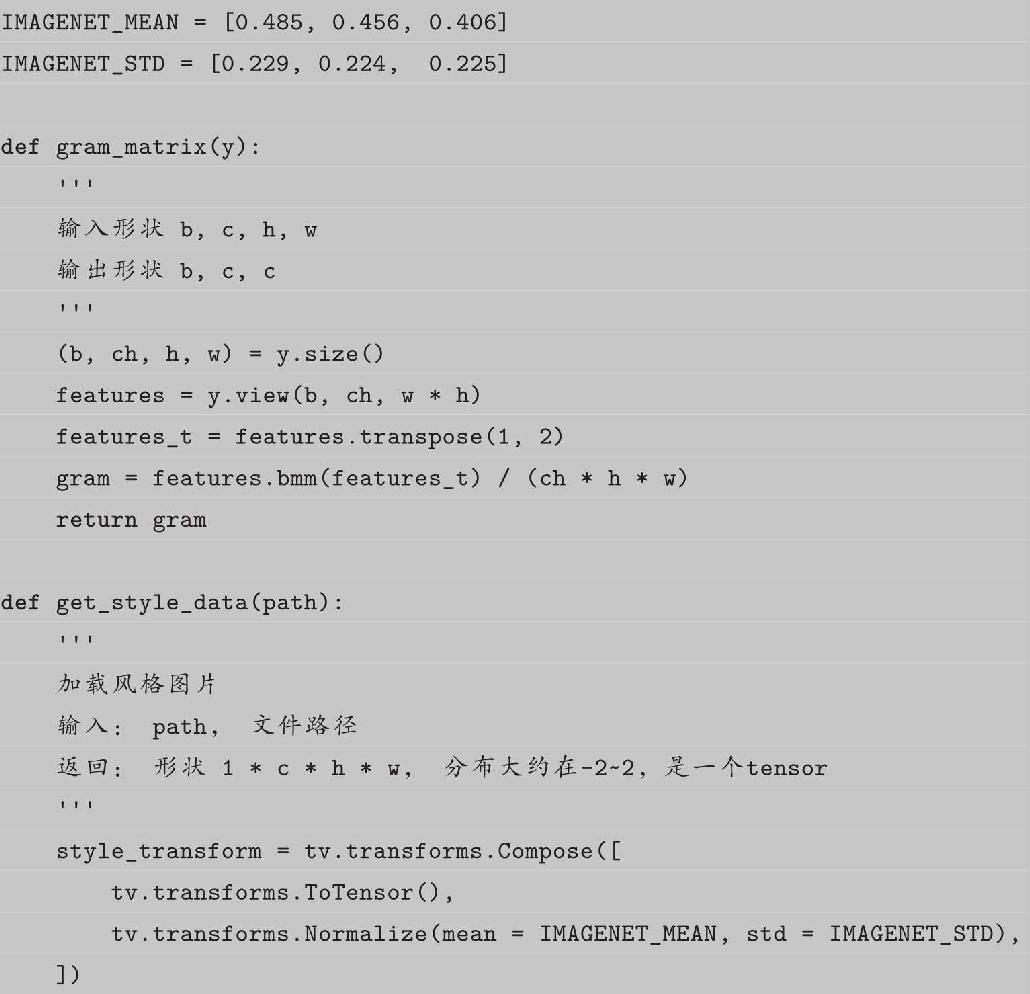 IMAGENET_MEAN = [0.485, 0.456, 0.406]
IMAGENET_STD = [0.229, 0.224,  0.225]

def gram_matrix(y):
    '''
    输入形状 b, c, h, w
    输出形状 b, c, c
    '''
    (b, ch, h, w) = y.size()
    features = y.view(b, ch, w * h)
    features_t = features.transpose(1, 2)
    gram = features.bmm(features_t) / (ch * h * w)
    return gram

def get_style_data(path):
    '''
    加载风格图片
    输入： path， 文件路径
    返回： 形状 1 * c * h * w， 分布大约在-2~2, 是一个tensor
    '''
    style_transform = tv.transforms.Compose([
        tv.transforms.ToTensor(),
        tv.transforms.Normalize(mean = IMAGENET_MEAN, std = IMAGENET_STD),
    ])